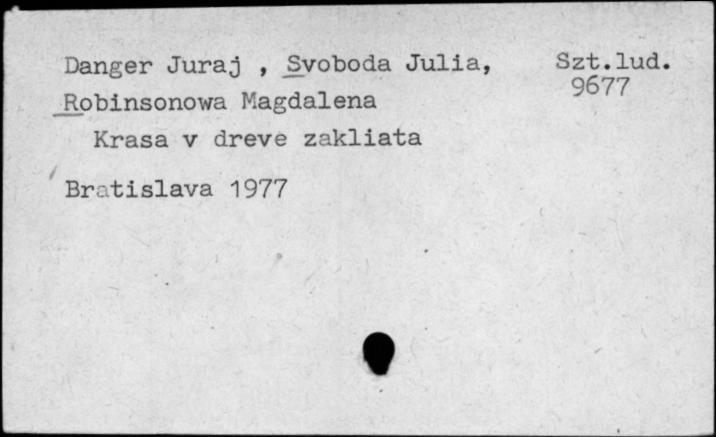 Danger Juraj , Svoboda Julia, Szt.lud.
Robinsonowa Magdalena 9677
Krasa v dreve zakliata
Bratislava 1977